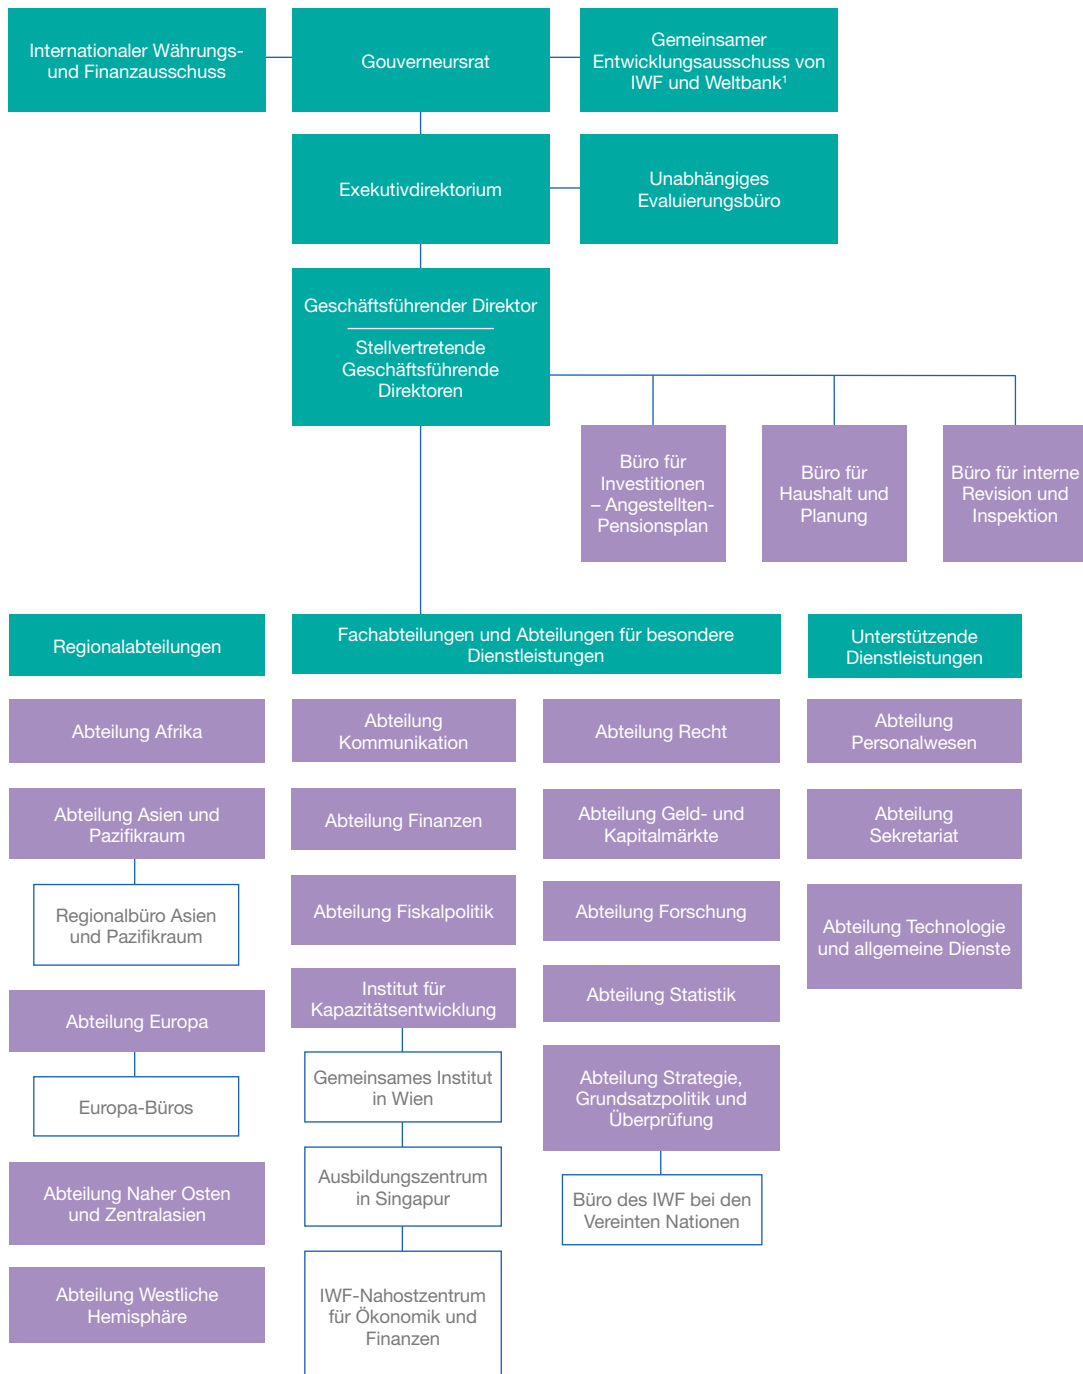 Internationaler Währungs-
und Finanzausschuss
Gouverneursrat
Gemeinsamer
Entwicklungsausschuss von
IWF und Weltbank¹
Exekutivdirektorium
Unabhängiges
Evaluierungsbüro
Geschäftsführender Direktor
Stellvertretende
Geschäftsführende
Direktoren
Büro für
Investitionen
– Angestellten-
Pensionsplan
Büro für
Haushalt und
Planung
Büro für interne
Revision und
Inspektion
Regionalabteilungen
Fachabteilungen und Abteilungen für besondere
Dienstleistungen
Unterstützende
Dienstleistungen
Abteilung Afrika
Abteilung Asien und
Pazifikraum
Regionalbüro Asien
und Pazifikraum
Abteilung Europa
Europa-Büros
Abteilung Naher Osten
und Zentralasien
Abteilung Westliche
Hemisphäre
Abteilung
Kommunikation
Abteilung Finanzen
Abteilung Fiskalpolitik
Institut für
Kapazitätsentwicklung
Gemeinsames Institut
in Wien
Ausbildungszentrum
in Singapur
IWF-Nahostzentrum
für Ökonomik und
Finanzen
Abteilung Recht
Abteilung Geld- und
Kapitalmärkte
Abteilung Forschung
Abteilung Statistik
Abteilung Strategie,
Grundsatzpolitik und
Überprüfung
Büro des IWF bei den
Vereinten Nationen
Abteilung
Personalwesen
Abteilung
Sekretariat
Abteilung Technologie
und allgemeine Dienste